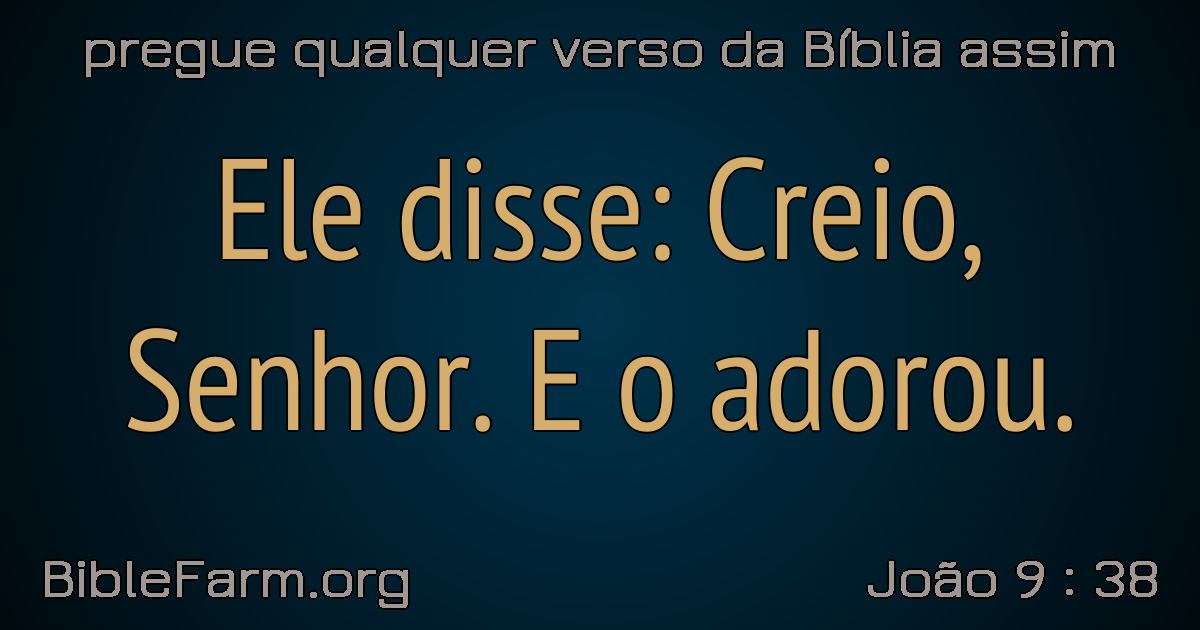 pregue qualquer verso da Bíblia assim
Ele disse: Creio,
Senhor. E o adorou.
BibleFarm.org
João 9 : 38